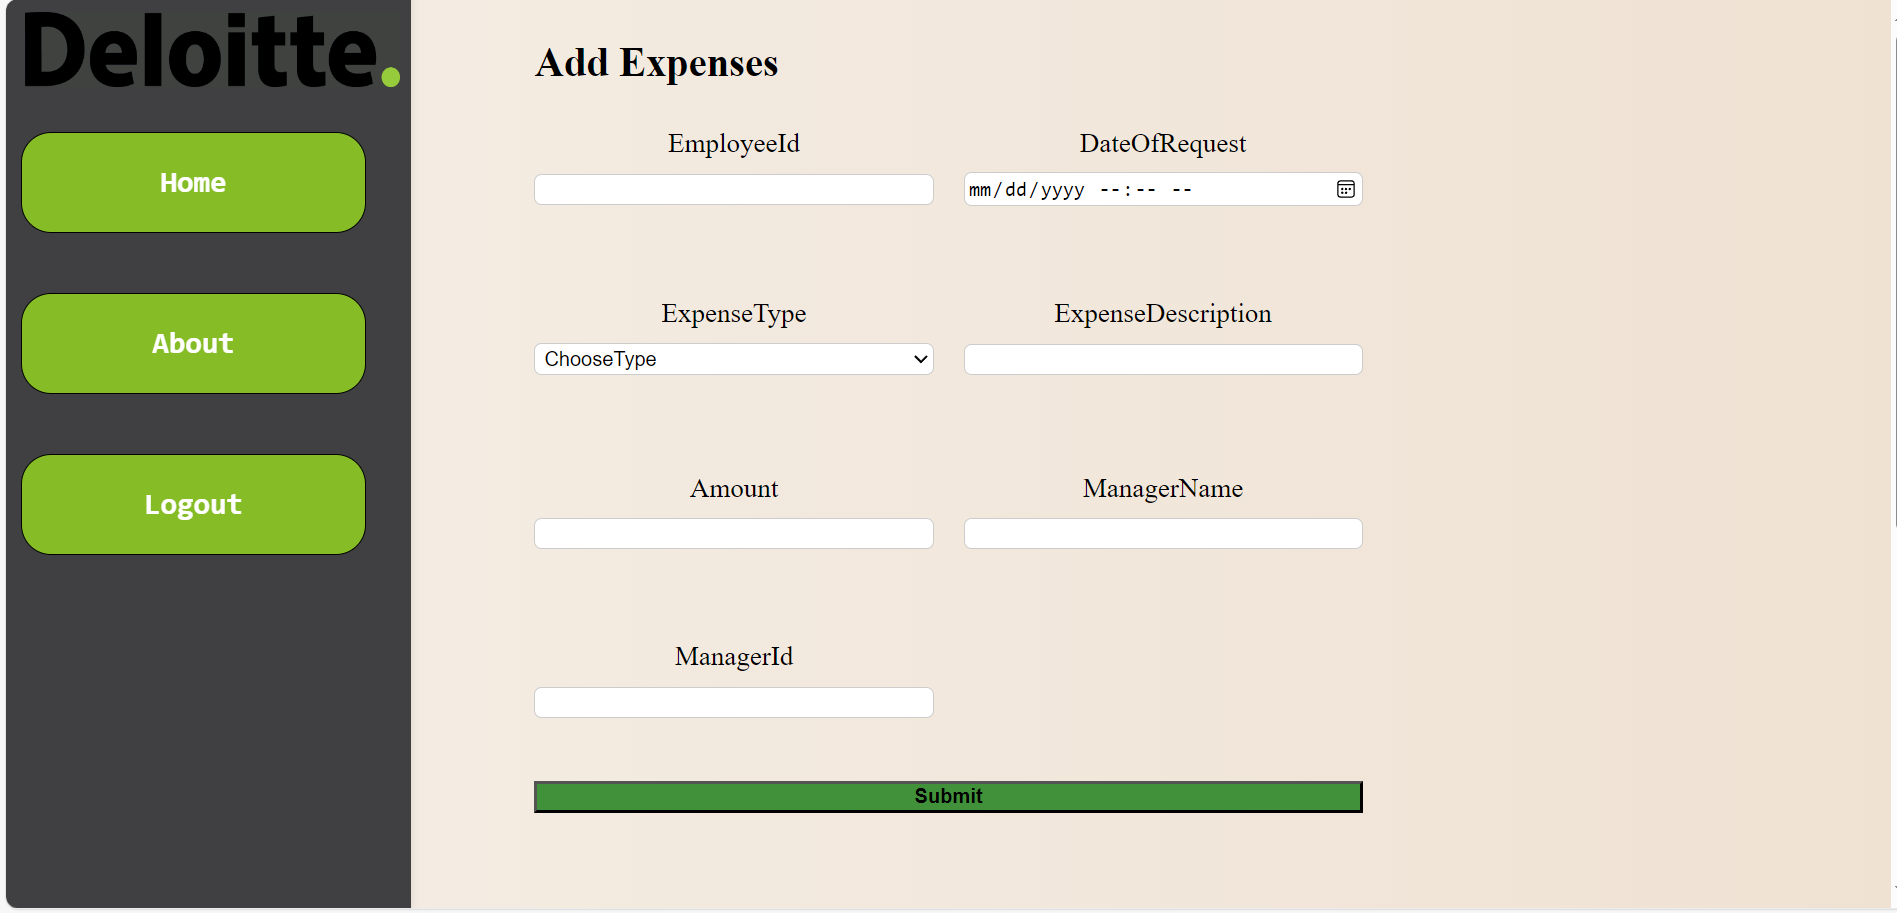 Deloitte.
Home
About
Logout
Add Expenses
EmployeeId
DateOfRequest
mm/dd/yyyy --:-- --
ExpenseType
ExpenseDescription
ChooseType
Amount
ManagerName
ManagerId
Submit